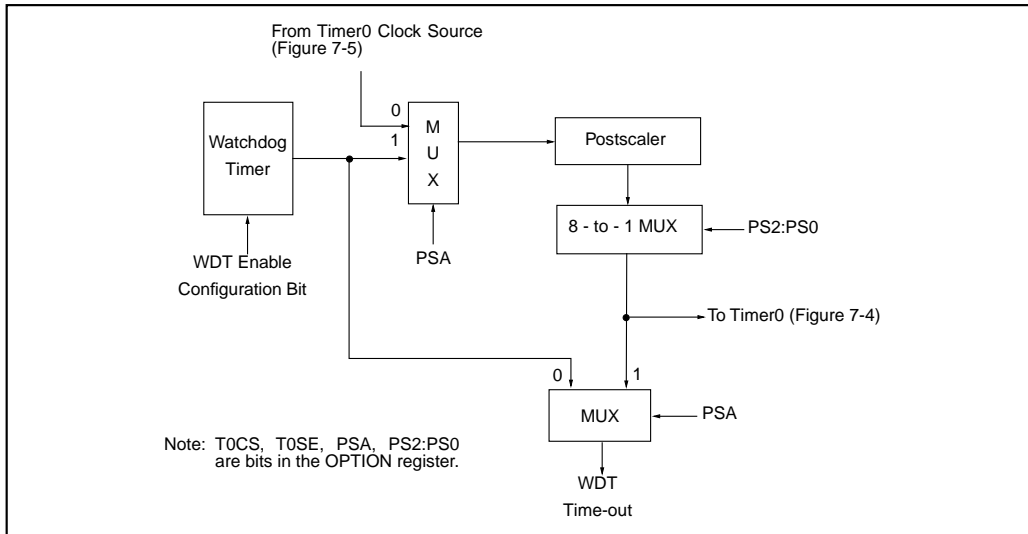 From Timer0 Clock Source
(Figure 7-5)
0
1
M
U
X
Watchdog
Timer
Postscaler
8 - to - 1 MUX
PS2:PS0
PSA
WDT Enable
Configuration Bit
To Timer0 (Figure 7-4)
0
1
MUX
PSA
Note: T0CS, T0SE, PSA, PS2:PS0
are bits in the OPTION register.
WDT
Time-out